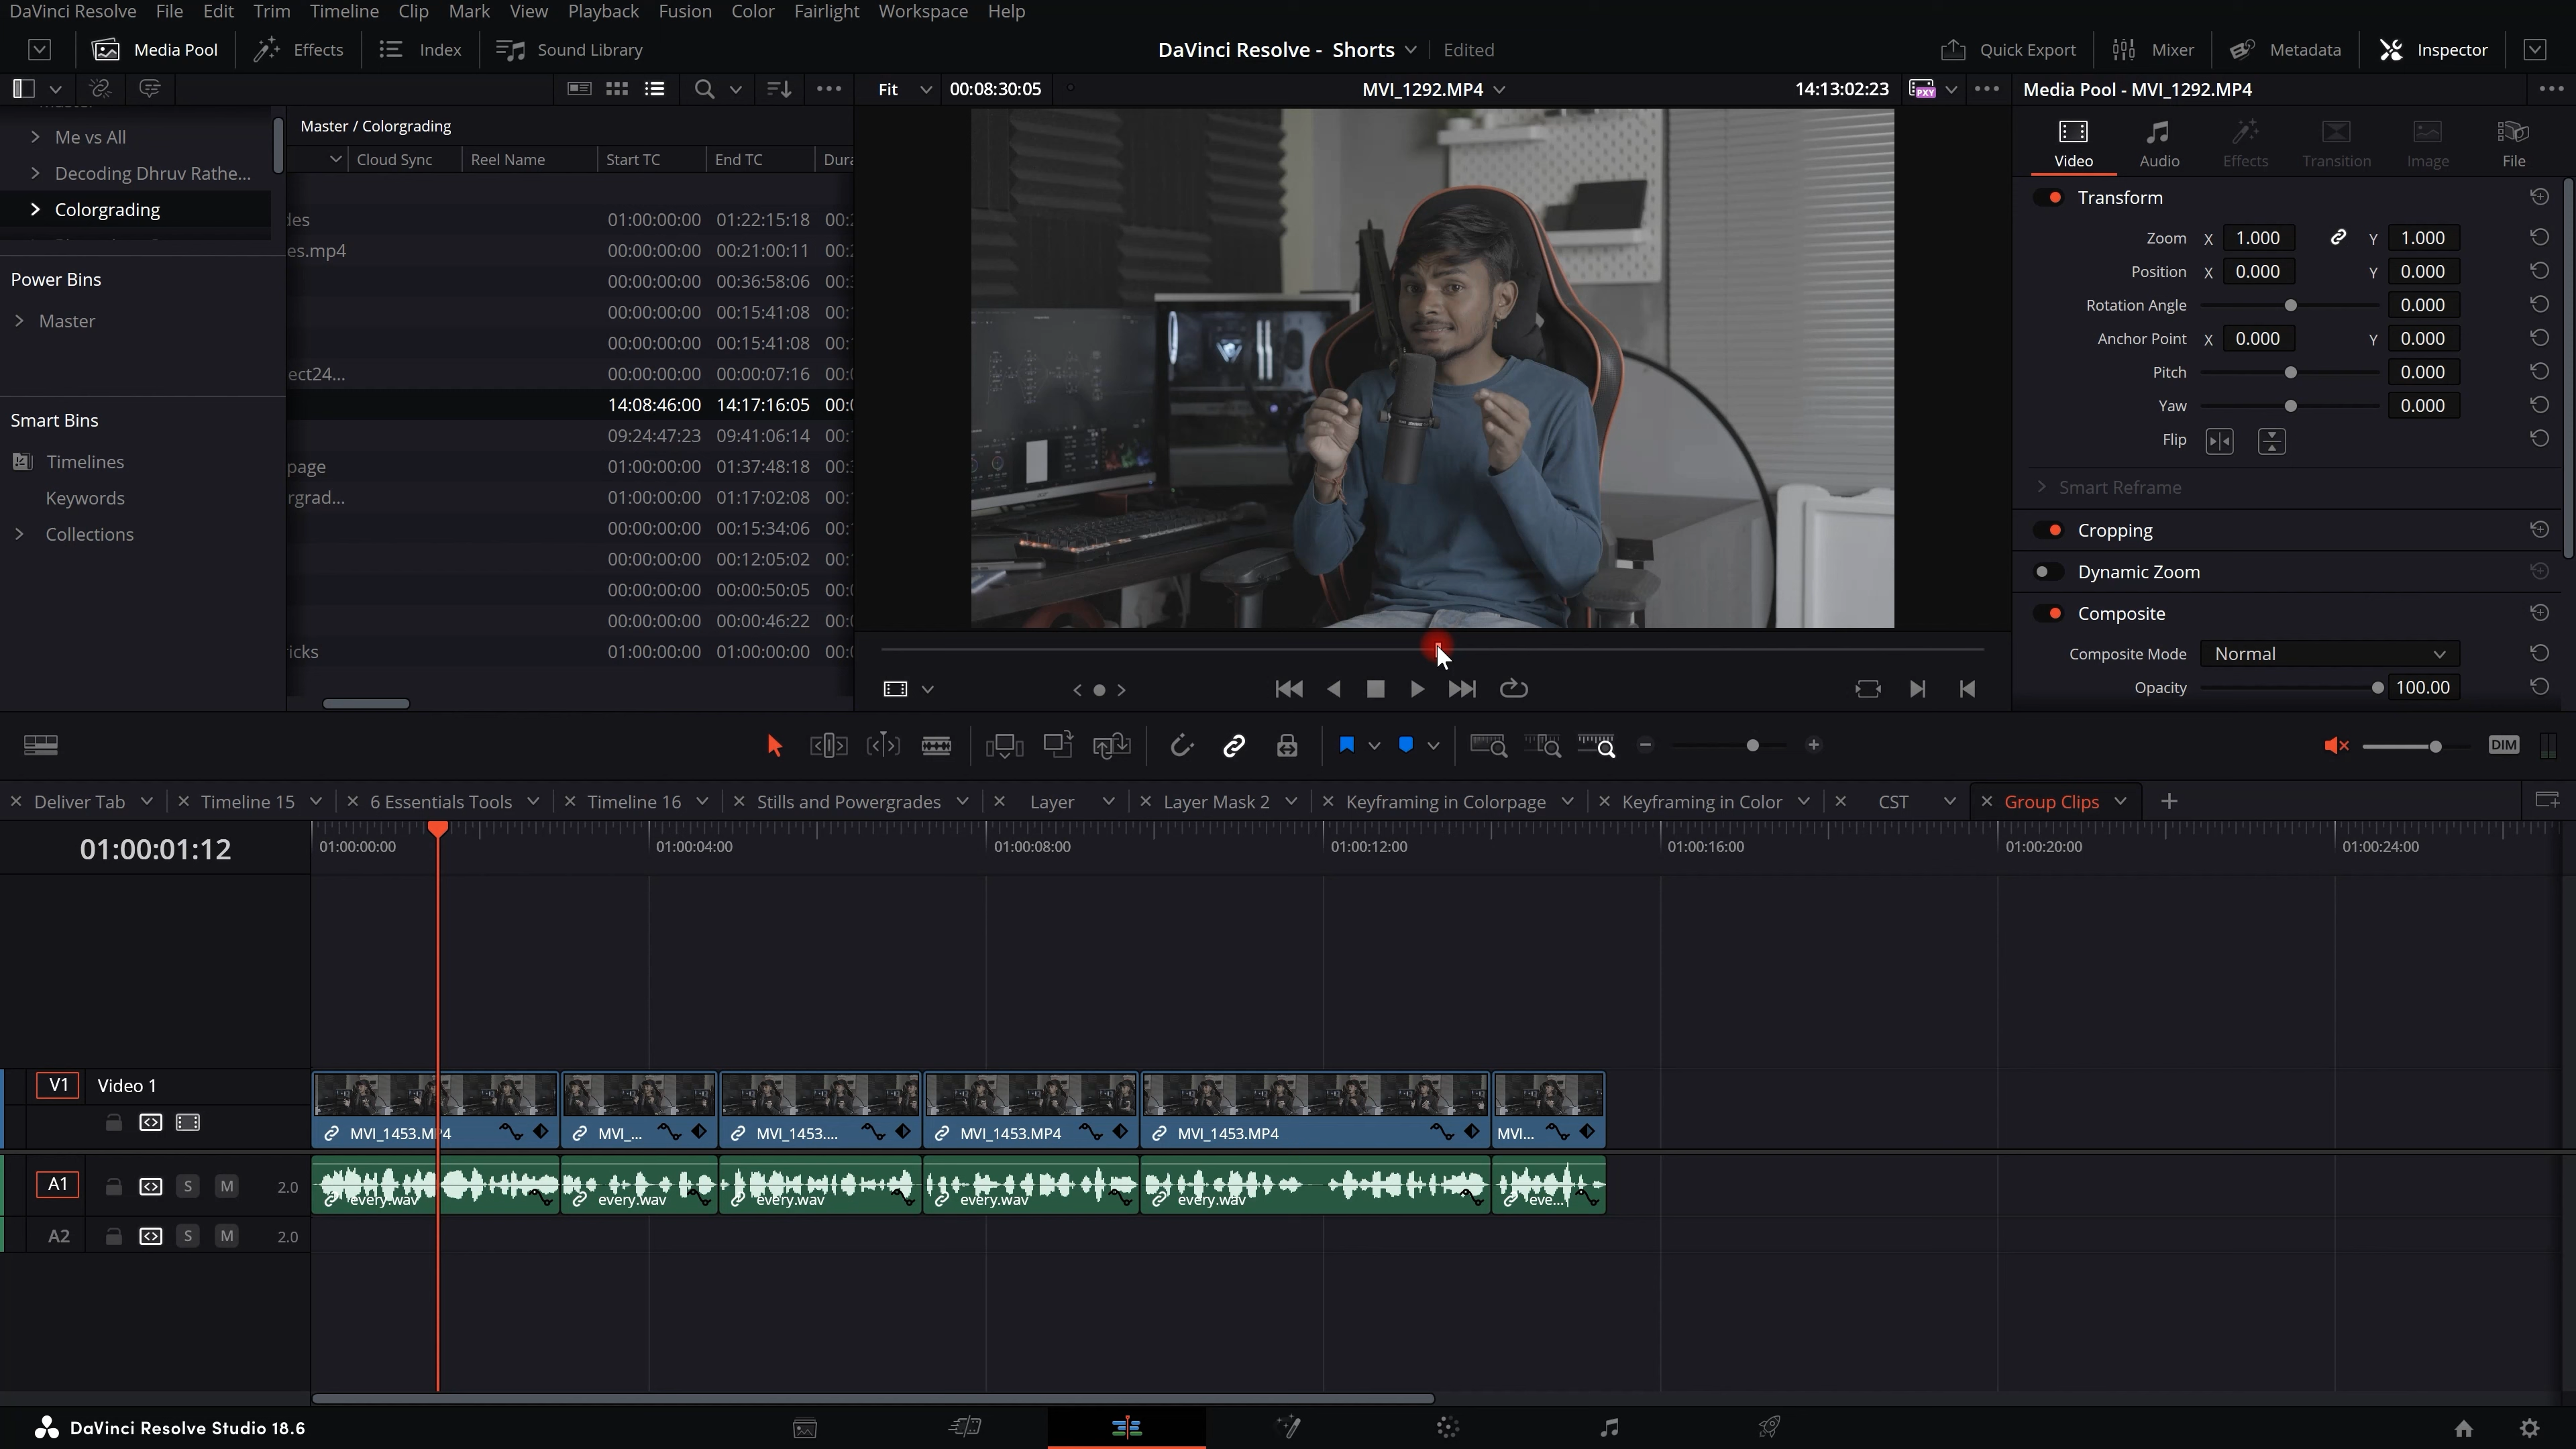 DaVinci Resolve File Edit Trim Timeline Clip Mark View Playback Fusion Color Fairlight Workspace Help
Media Pool Effects Index Sound Library DaVinci Resolve - Shorts Edited Quick Export Mixer Metadata Inspector
Fit 00:08:30:05 MVI_1292.MP4 14:13:02:23 PXY Media Pool - MVI_1292.MP4
Me vs All
Decoding Dhruv Rathe...
Colorgrading
Power Bins
Master
Smart Bins
Timelines
Keywords
Collections
Master / Colorgrading
Cloud Sync Reel Name Start TC End TC Dura
des 01:00:00:00 01:22:15:18 00:
es.mp4 00:00:00:00 00:21:00:11 00:
00:00:00:00 00:36:58:06 00:
00:00:00:00 00:15:41:08 00:
00:00:00:00 00:15:41:08 00:
ect24... 00:00:00:00 00:00:07:16 00:
14:08:46:00 14:17:16:05 00:
09:24:47:23 09:41:06:14 00:
page 01:00:00:00 01:37:48:18 00:
rgrad... 01:00:00:00 01:17:02:08 00:
00:00:00:00 00:15:34:06 00:
00:00:00:00 00:12:05:02 00:
00:00:00:00 00:00:50:05 00:
00:00:00:00 00:00:46:22 00:
icks 01:00:00:00 01:00:00:00 00:
Video Audio Effects Transition Image File
Transform
Zoom X 1.000 Y 1.000
Position X 0.000 Y 0.000
Rotation Angle 0.000
Anchor Point X 0.000 Y 0.000
Pitch 0.000
Yaw 0.000
Flip
Smart Reframe
Cropping
Dynamic Zoom
Composite
Composite Mode Normal
Opacity 100.00
DIM
Deliver Tab Timeline 15 6 Essentials Tools Timeline 16 Stills and Powergrades Layer Layer Mask 2 Keyframing in Colorpage Keyframing in Color CST Group Clips
01:00:01:12 01:00:00:00 01:00:04:00 01:00:08:00 01:00:12:00 01:00:16:00 01:00:20:00 01:00:24:00
V1 Video 1
MVI_1453.MP4 MVI_... MVI_1453.... MVI_1453.MP4 MVI_1453.MP4 MVI...
A1 S M 2.0
every.wav every.wav every.wav every.wav every.wav eve...
A2 S M 2.0
DaVinci Resolve Studio 18.6